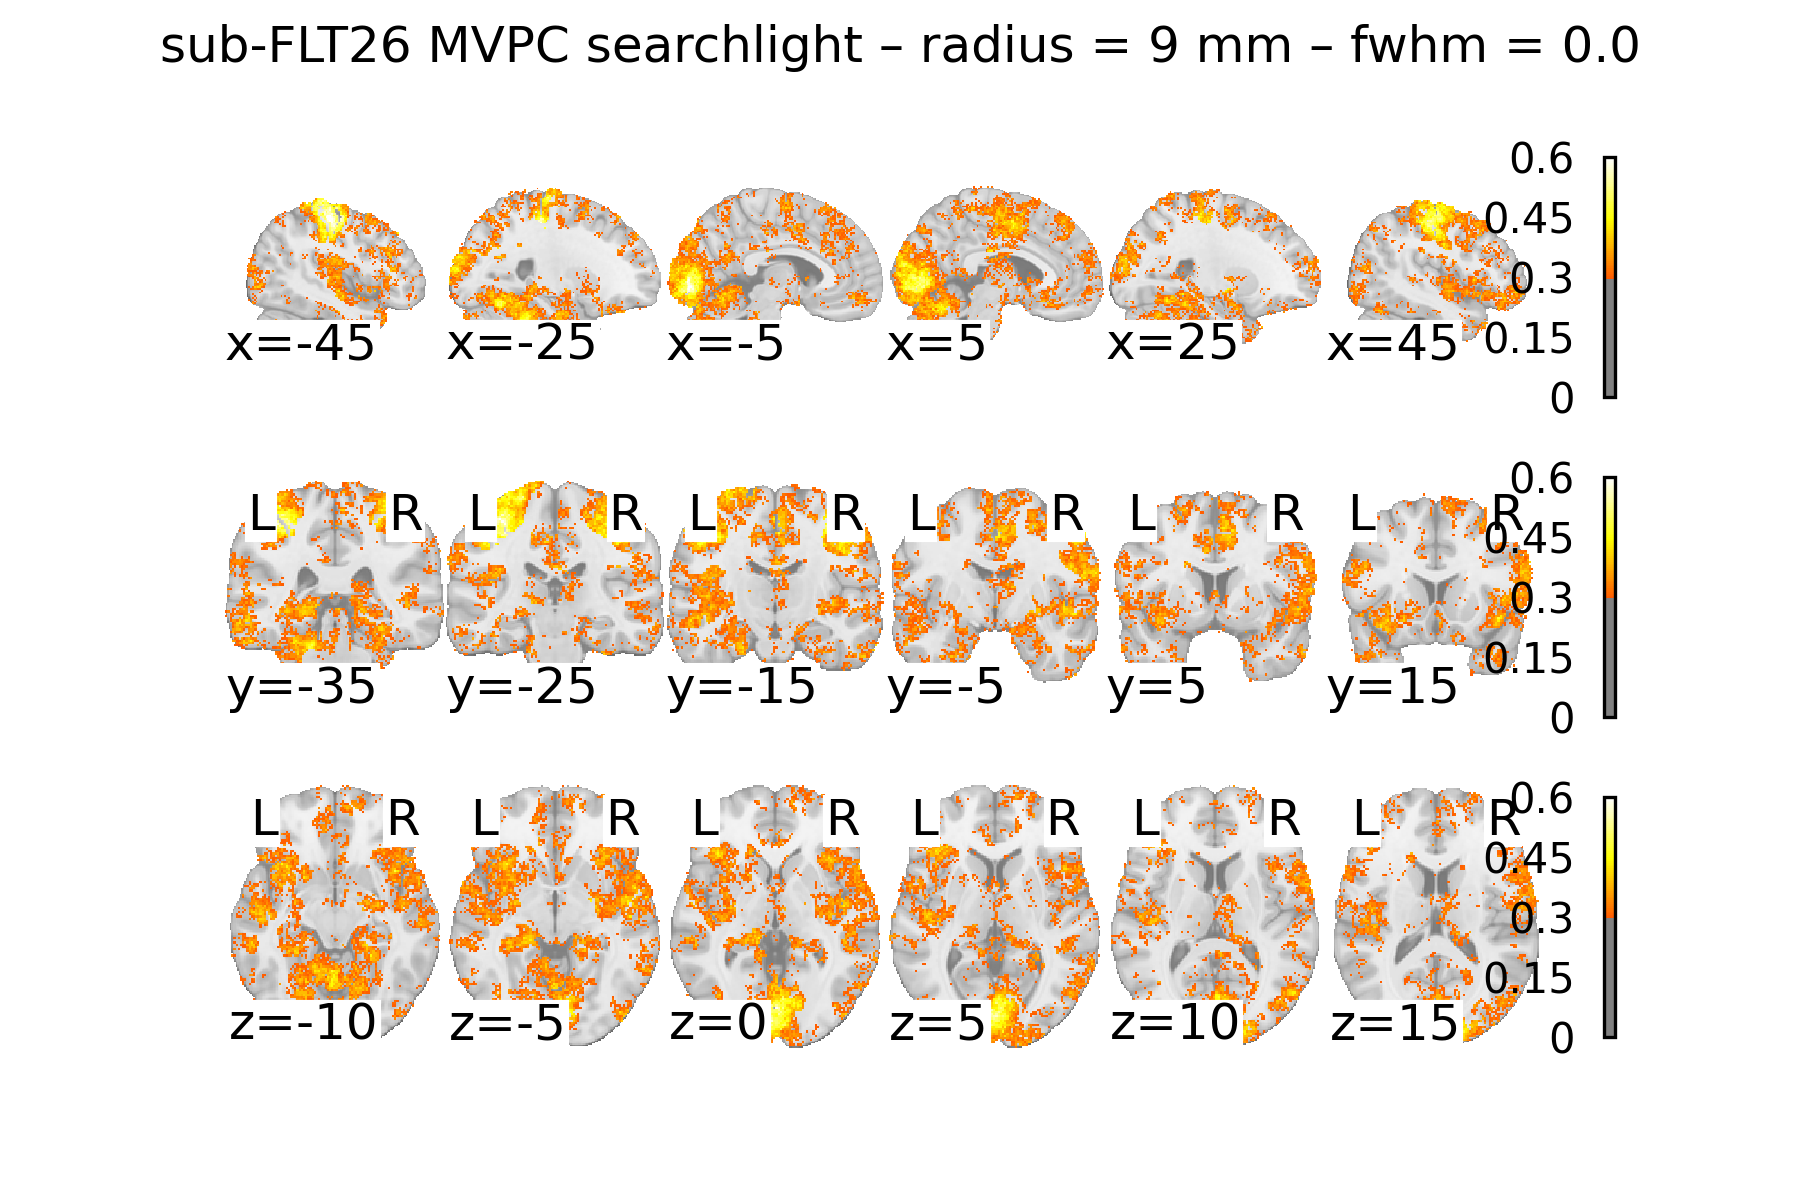 sub-FLT26 MVPC searchlight – radius = 9 mm – fwhm = 0.0
0.6
0.45
0.3
0.15
0
x=-45 x=-25 x=-5 x=5 x=25 x=45
0.6
L R L R L R L R L R L R
0.45
0.3
0.15
0
y=-35 y=-25 y=-15 y=-5 y=5 y=15
0.6
L R L R L R L R L R L R
0.45
0.3
0.15
0
z=-10 z=-5 z=0 z=5 z=10 z=15